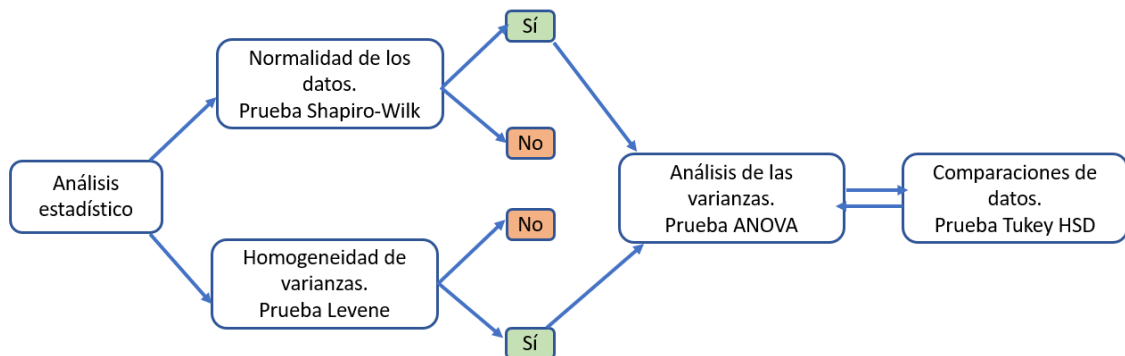 Sí
Normalidad de los
datos.
Prueba Shapiro-Wilk
No
Análisis
estadístico
Análisis de las
varianzas.
Prueba ANOVA
Comparaciones de
datos.
Prueba Tukey HSD
No
Homogeneidad de
varianzas.
Prueba Levene
Sí